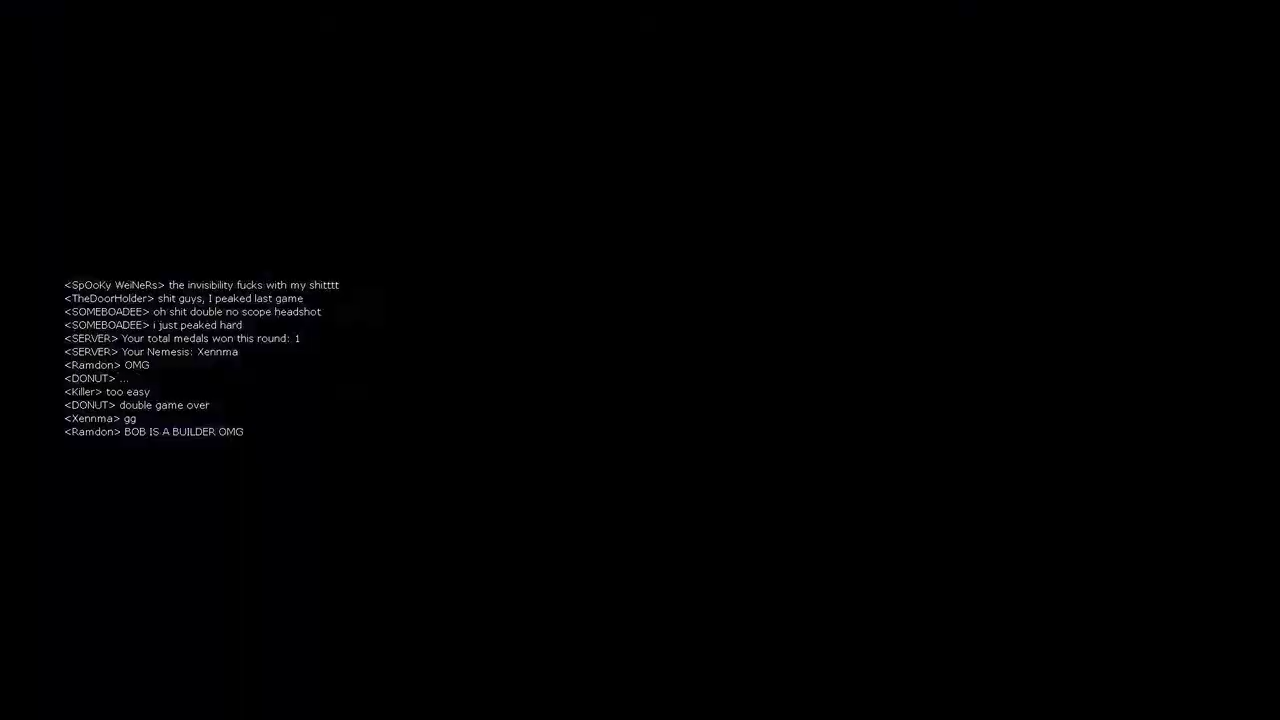 <SpOoKy WeiNeRs> the invisibility fucks with my shitttt
<TheDoorHolder> shit guys, I peaked last game
<SOMEBOADEE> oh shit double no scope headshot
<SOMEBOADEE> i just peaked hard
<SERVER> Your total medals won this round: 1
<SERVER> Your Nemesis: Xennma
<Ramdon> OMG
<DONUT> ...
<Killer> too easy
<DONUT> double game over
<Xennma> gg
<Ramdon> BOB IS A BUILDER OMG